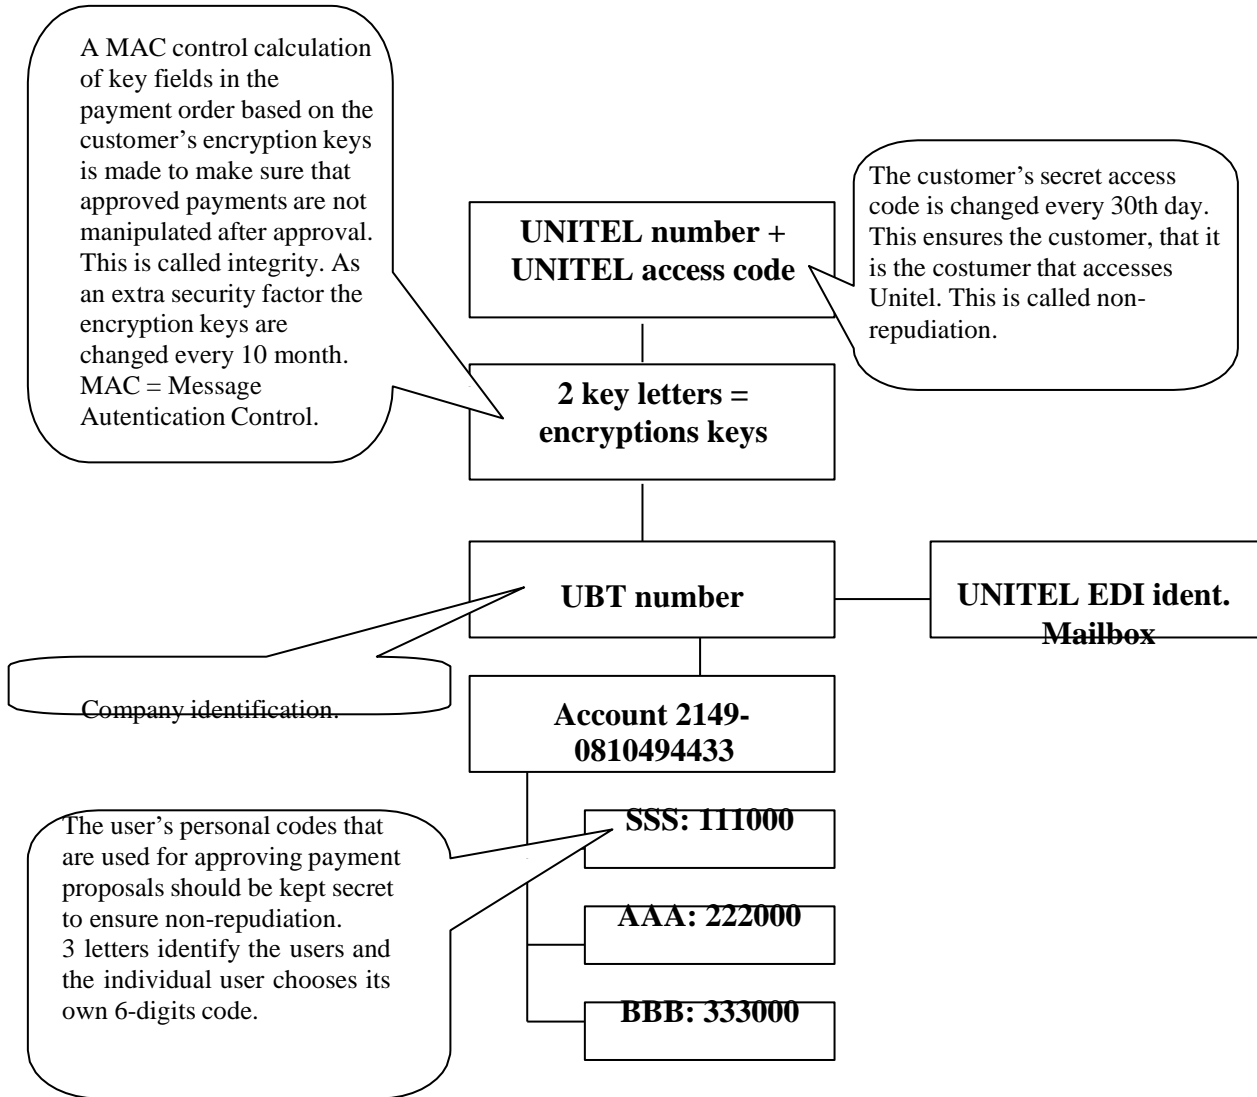 A MAC control calculation
of key fields in the
payment order based on the
customer’s encryption keys
is made to make sure that
approved payments are not
manipulated after approval.
This is called integrity. As
an extra security factor the
encryption keys are
changed every 10 month.
MAC = Message
Autentication Control.
The customer’s secret access
code is changed every 30th day.
This ensures the customer, that it
is the costumer that accesses
Unitel. This is called non-
repudiation.
UNITEL number +
UNITEL access code
2 key letters =
encryptions keys
UBT number
UNITEL EDI ident.
Mailbox
Company identification.
Account 2149-
0810494433
The user’s personal codes that
are used for approving payment
proposals should be kept secret
to ensure non-repudiation.
3 letters identify the users and
the individual user chooses its
own 6-digits code.
SSS: 111000
AAA: 222000
BBB: 333000